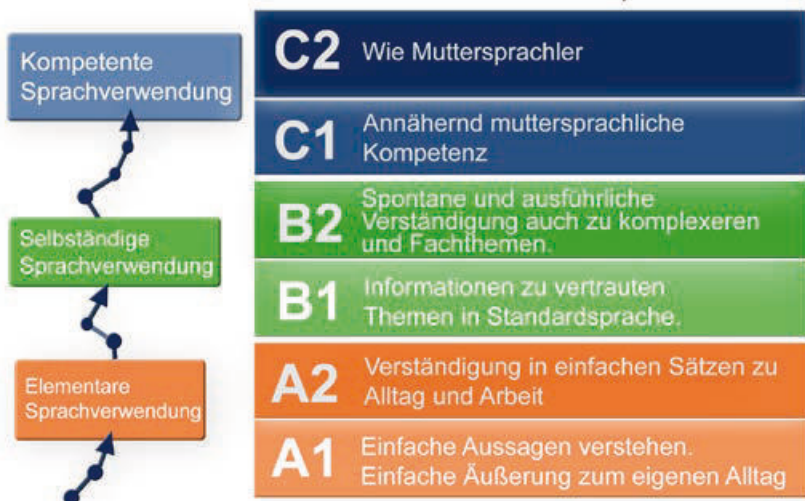 Kompetente
Sprachverwendung
C2 Wie Muttersprachler
C1 Annähernd muttersprachliche
Kompetenz
Selbständige
Sprachverwendung
B2 Spontane und ausführliche
Verständigung auch zu komplexeren
und Fachthemen.
B1 Informationen zu vertrauten
Themen in Standardsprache.
Elementare
Sprachverwendung
A2 Verständigung in einfachen Sätzen zu
Alltag und Arbeit
A1 Einfache Aussagen verstehen.
Einfache Äußerung zum eigenen Alltag